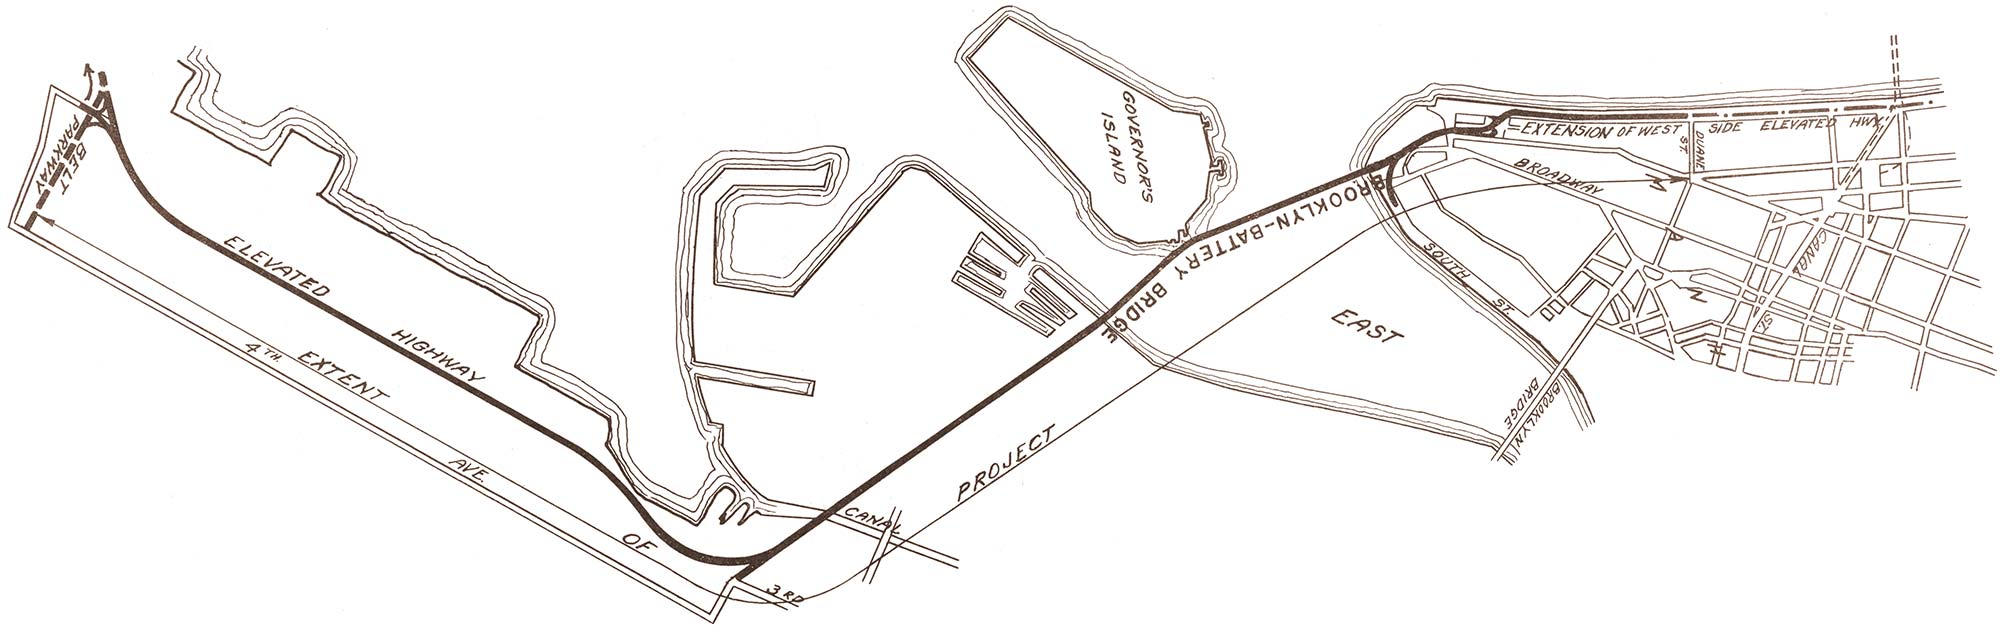 BELT
PARKWAY
ELEVATED HIGHWAY
4TH. AVE.
EXTENT OF PROJECT
3RD
CANAL
GOVERNOR'S
ISLAND
BROOKLYN-BATTERY BRIDGE
EAST
SOUTH ST.
BROOKLYN
BRIDGE
EXTENSION OF WEST SIDE ELEVATED HWY.
DUANE
ST.
BROADWAY
CANAL ST.